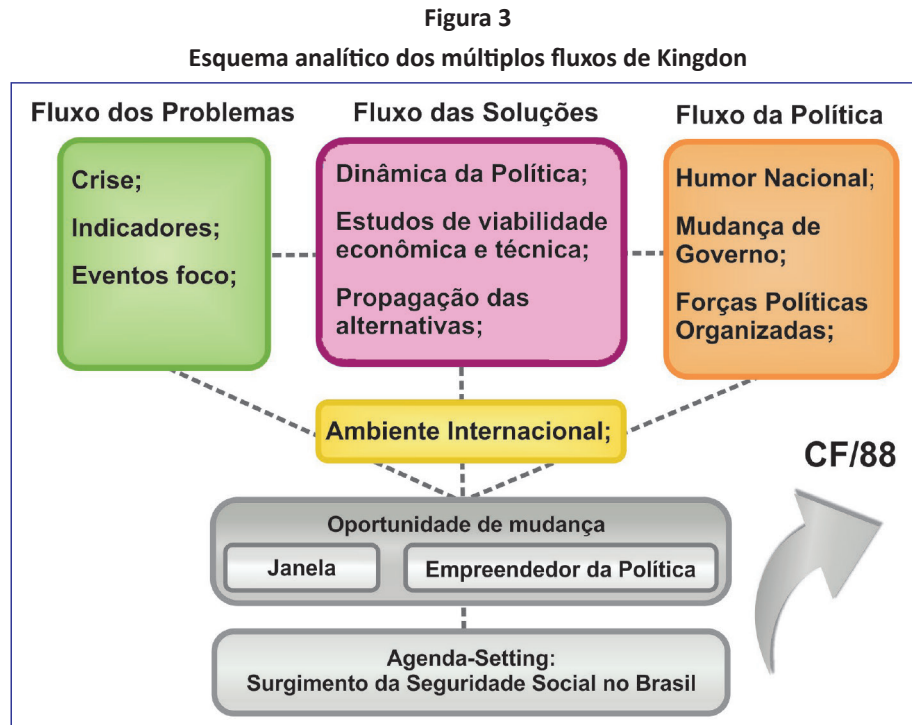 Figura 3
Esquema analítico dos múltiplos fluxos de Kingdon
Fluxo dos Problemas
Crise;
Indicadores;
Eventos foco;
Fluxo das Soluções
Dinâmica da Política;
Estudos de viabilidade
econômica e técnica;
Propagação das
alternativas;
Fluxo da Política
Humor Nacional;
Mudança de
Governo;
Forças Políticas
Organizadas;
Ambiente Internacional;
CF/88
Oportunidade de mudança
Janela
Empreendedor da Política
Agenda-Setting:
Surgimento da Seguridade Social no Brasil